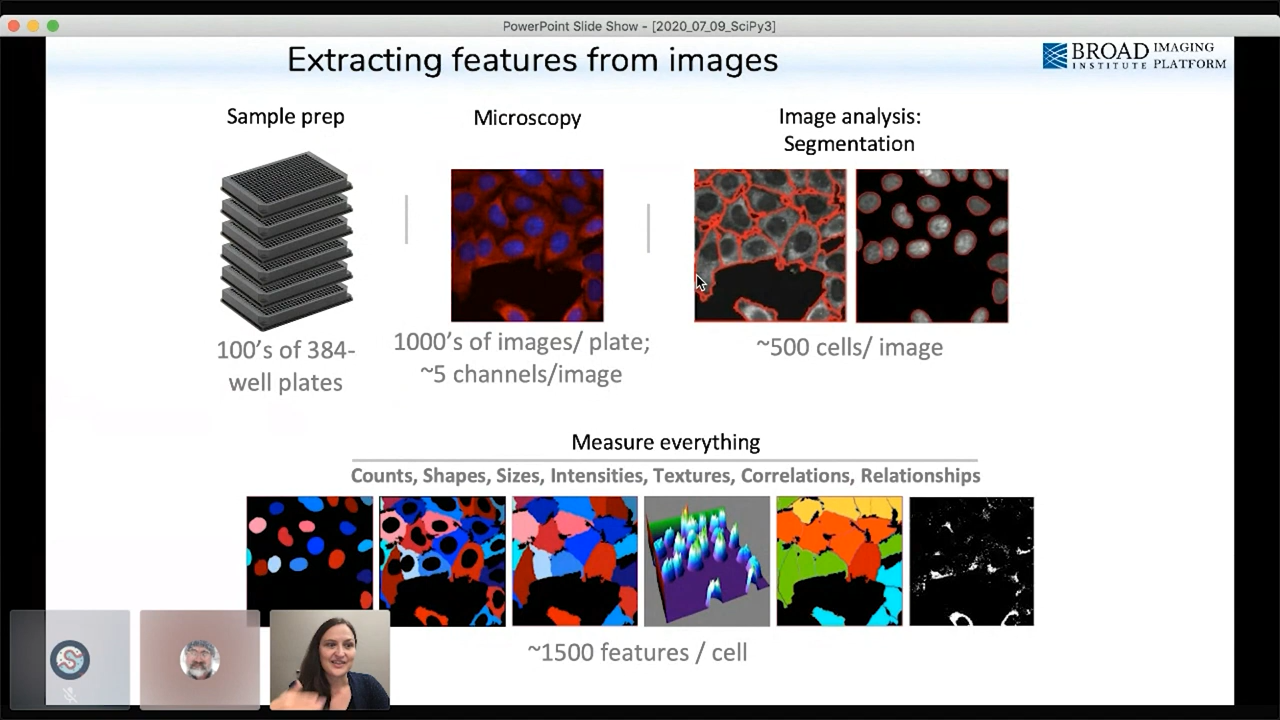 PowerPoint Slide Show - [2020_07_09_SciPy3]
Extracting features from images
BROAD INSTITUTE
IMAGING PLATFORM
Sample prep
Microscopy
Image analysis:
Segmentation
100's of 384-
well plates
1000's of images/ plate;
~5 channels/image
~500 cells/ image
Measure everything
Counts, Shapes, Sizes, Intensities, Textures, Correlations, Relationships
~1500 features / cell